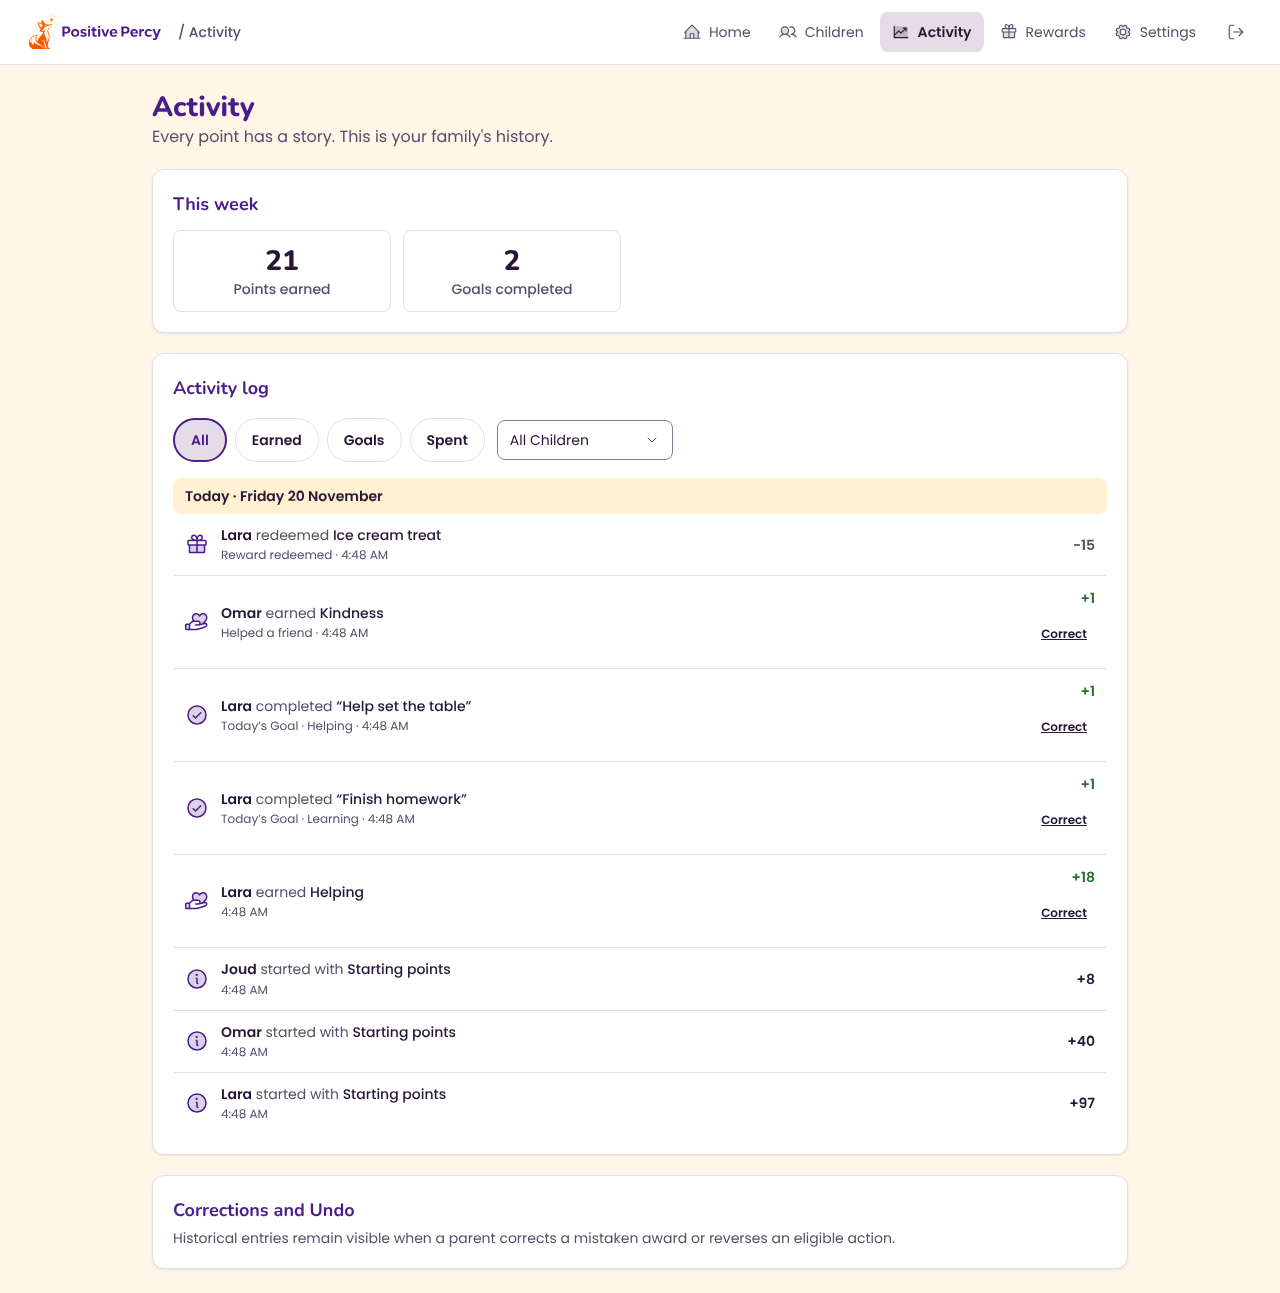 Positive Percy / Activity Home Children Activity Rewards Settings
Activity
Every point has a story. This is your family's history.
This week
21
Points earned
2
Goals completed
Activity log
All Earned Goals Spent All Children
Today · Friday 20 November
Lara redeemed Ice cream treat
Reward redeemed · 4:48 AM
-15
Omar earned Kindness
Helped a friend · 4:48 AM
+1
Correct
Lara completed “Help set the table”
Today’s Goal · Helping · 4:48 AM
+1
Correct
Lara completed “Finish homework”
Today’s Goal · Learning · 4:48 AM
+1
Correct
Lara earned Helping
4:48 AM
+18
Correct
Joud started with Starting points
4:48 AM
+8
Omar started with Starting points
4:48 AM
+40
Lara started with Starting points
4:48 AM
+97
Corrections and Undo
Historical entries remain visible when a parent corrects a mistaken award or reverses an eligible action.